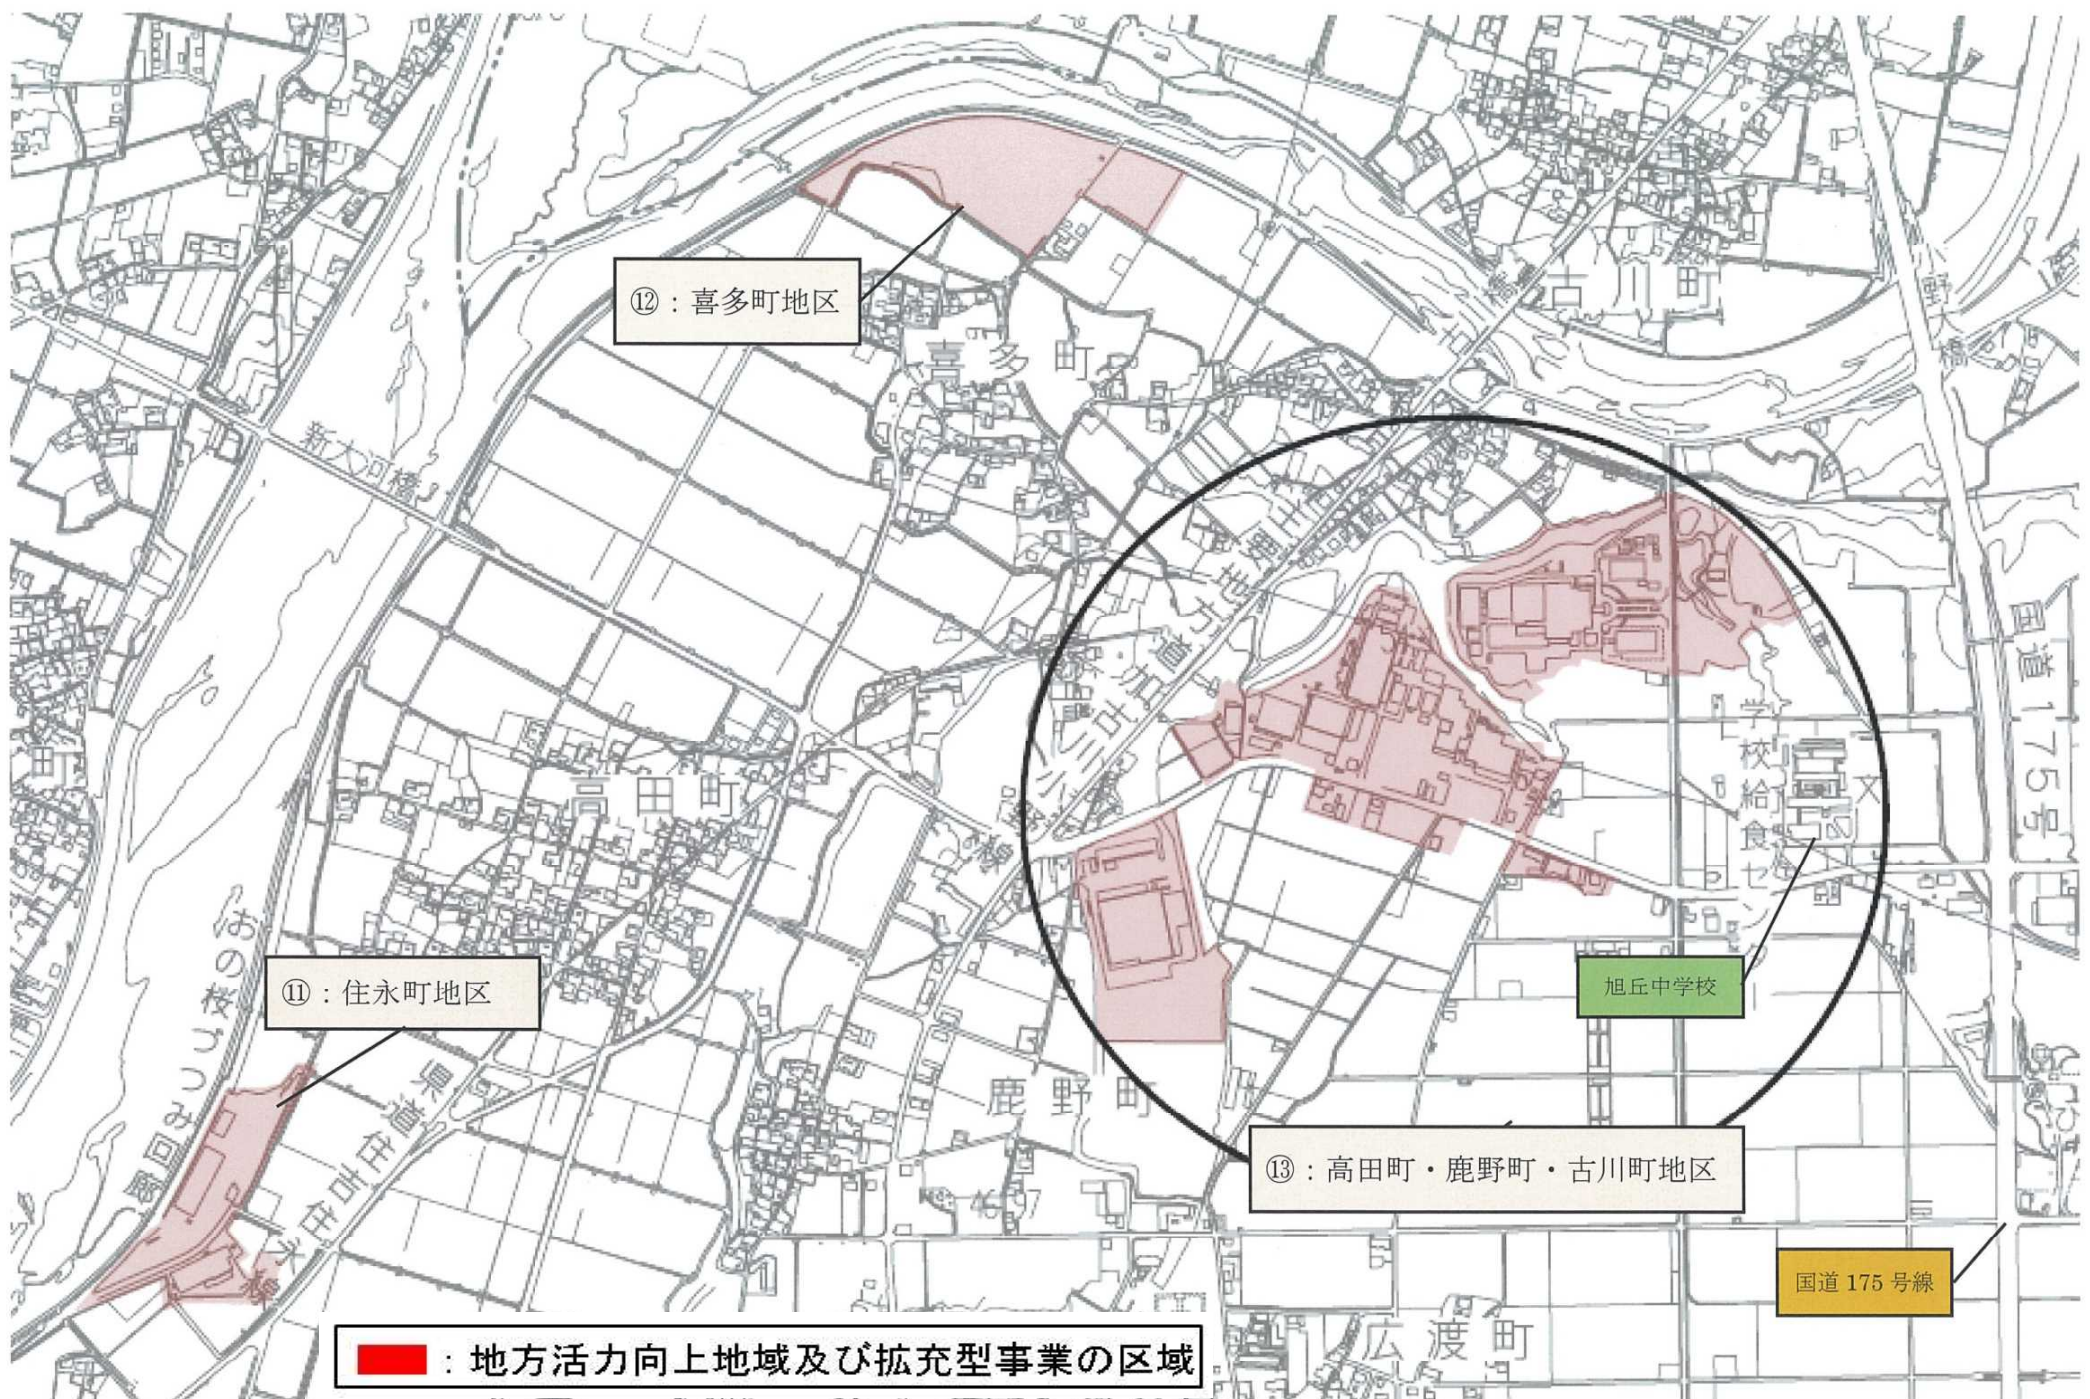 ⑫：喜多町地区
古川町
喜多町
新大河橋
国道175号
学校給食セン
文
高田町
町
おの桜づつみ
⑪：住永町地区
旭丘中学校
県道住吉住永線
鹿野町
⑬：高田町・鹿野町・古川町地区
国道175号線
広渡町
：地方活力向上地域及び拡充型事業の区域